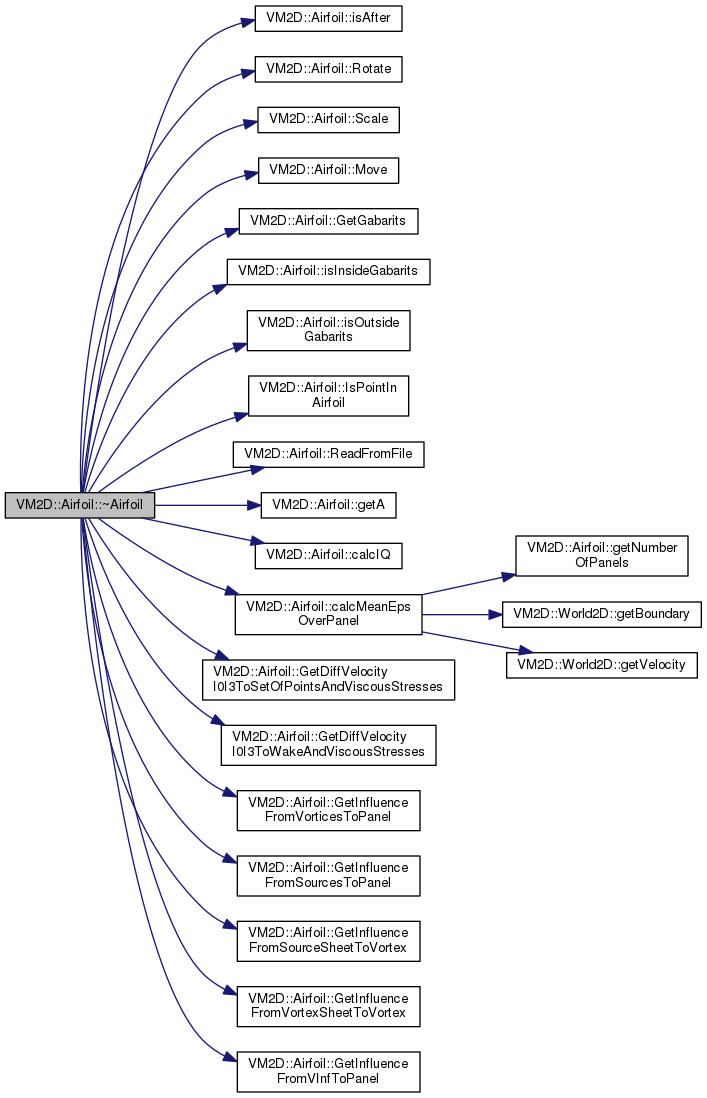 VM2D::Airfoil::isAfter
VM2D::Airfoil::Rotate
VM2D::Airfoil::Scale
VM2D::Airfoil::Move
VM2D::Airfoil::GetGabarits
VM2D::Airfoil::isInsideGabarits
VM2D::Airfoil::isOutside
Gabarits
VM2D::Airfoil::IsPointIn
Airfoil
VM2D::Airfoil::ReadFromFile
VM2D::Airfoil::~Airfoil
VM2D::Airfoil::getA
VM2D::Airfoil::calcIQ
VM2D::Airfoil::calcMeanEps
OverPanel
VM2D::Airfoil::getNumber
OfPanels
VM2D::World2D::getBoundary
VM2D::World2D::getVelocity
VM2D::Airfoil::GetDiffVelocity
I0I3ToSetOfPointsAndViscousStresses
VM2D::Airfoil::GetDiffVelocity
I0I3ToWakeAndViscousStresses
VM2D::Airfoil::GetInfluence
FromVorticesToPanel
VM2D::Airfoil::GetInfluence
FromSourcesToPanel
VM2D::Airfoil::GetInfluence
FromSourceSheetToVortex
VM2D::Airfoil::GetInfluence
FromVortexSheetToVortex
VM2D::Airfoil::GetInfluence
FromVInfToPanel